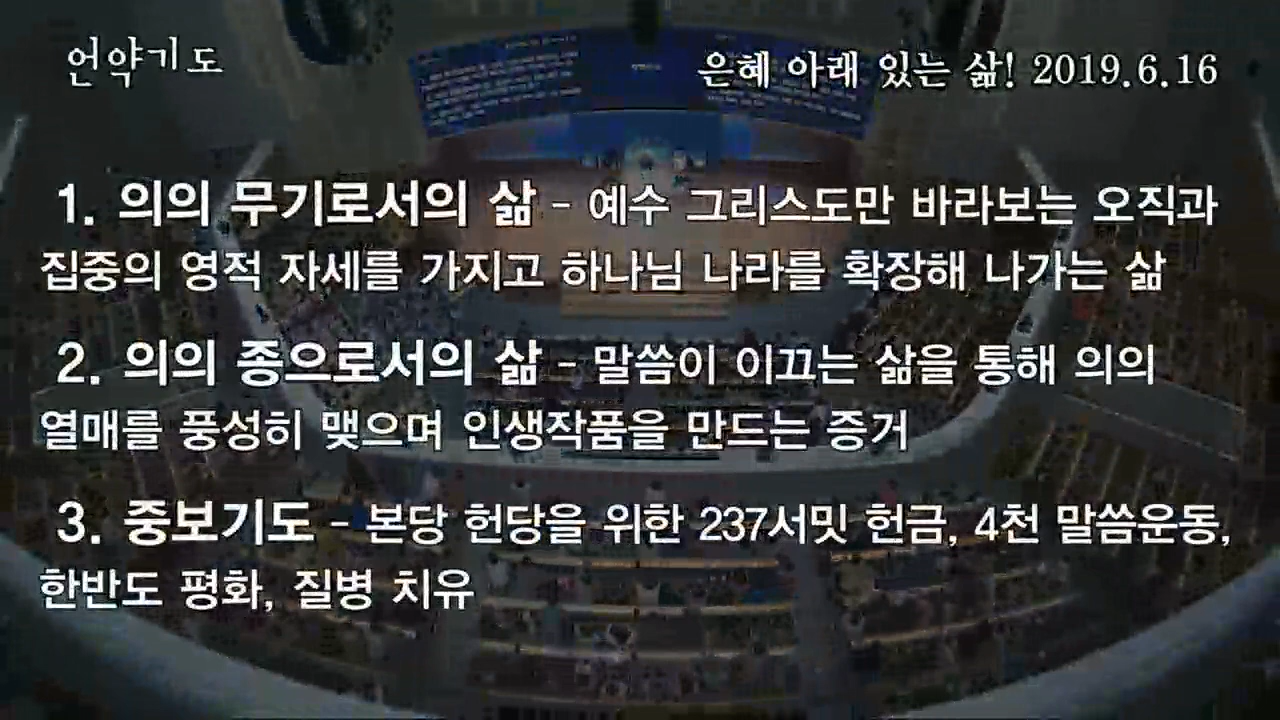 언약기도
은혜 아래 있는 삶! 2019.6.16
1. 의의 무기로서의 삶 - 예수 그리스도만 바라보는 오직과
집중의 영적 자세를 가지고 하나님 나라를 확장해 나가는 삶
2. 의의 종으로서의 삶 - 말씀이 이끄는 삶을 통해 의의
열매를 풍성히 맺으며 인생작품을 만드는 증거
3. 중보기도 - 본당 헌당을 위한 237서밋 헌금, 4천 말씀운동,
한반도 평화, 질병 치유